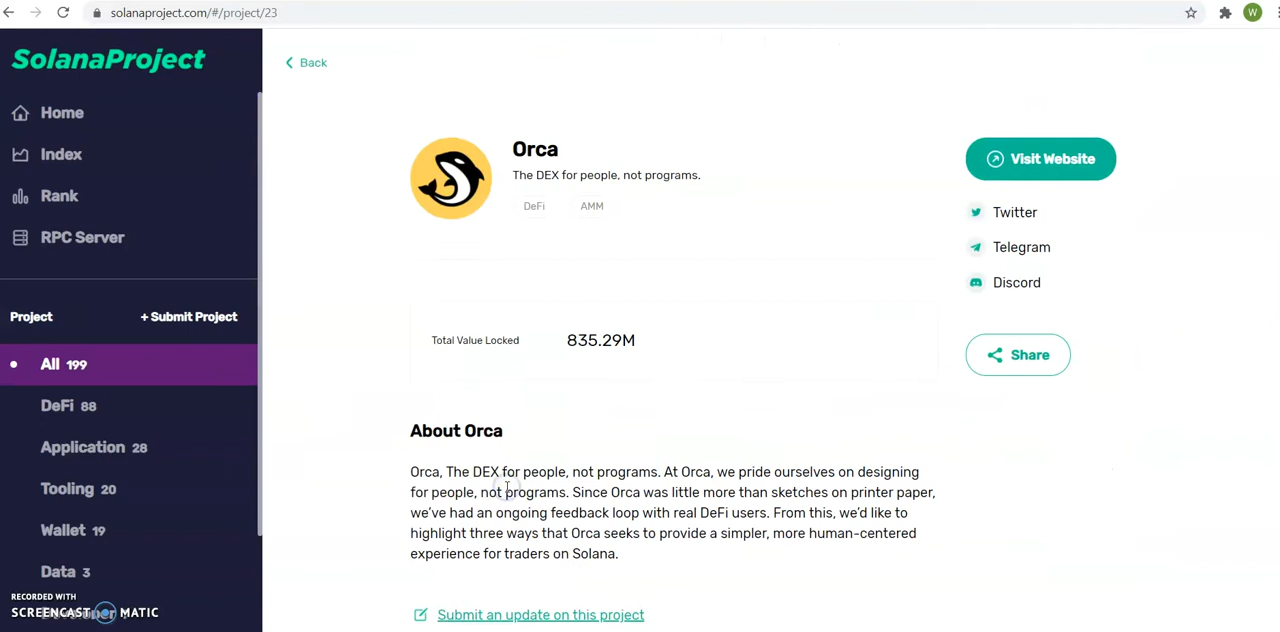 solanaproject.com/#/project/23
W
SolanaProject
Home
Index
Rank
RPC Server
Project
+ Submit Project
All 199
DeFi 88
Application 28
Tooling 20
Wallet 19
Data 3
RECORDED WITH
SCREENCAST MATIC
Back
Orca
The DEX for people, not programs.
DeFi AMM
Total Value Locked 835.29M
About Orca
Orca, The DEX for people, not programs. At Orca, we pride ourselves on designing
for people, not programs. Since Orca was little more than sketches on printer paper,
we've had an ongoing feedback loop with real DeFi users. From this, we'd like to
highlight three ways that Orca seeks to provide a simpler, more human-centered
experience for traders on Solana.
Submit an update on this project
Visit Website
Twitter
Telegram
Discord
Share